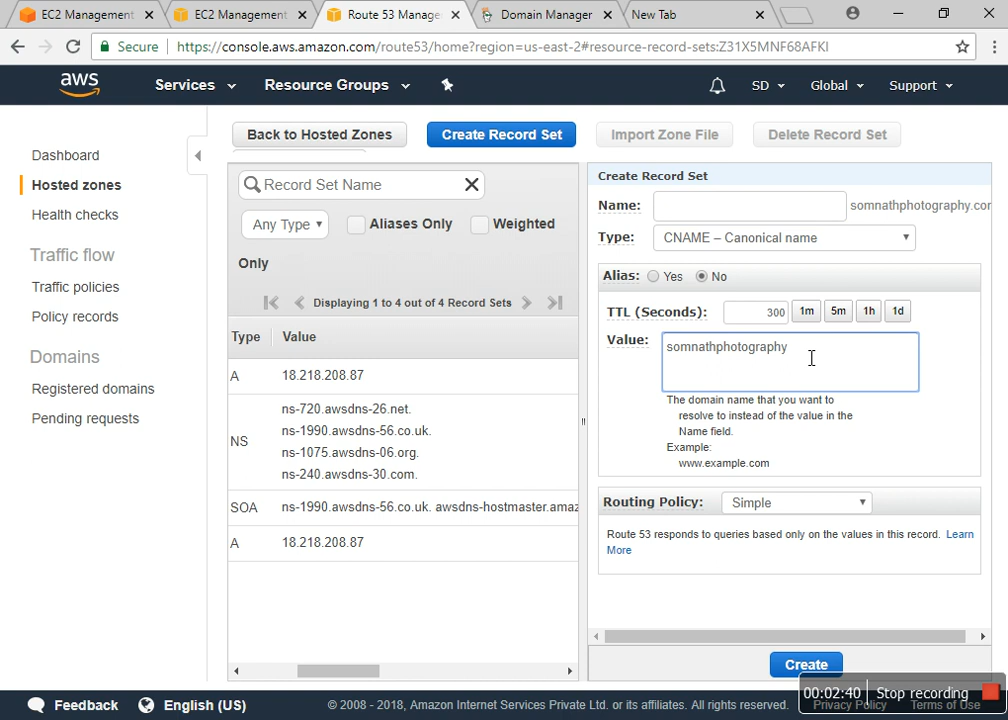 EC2 Management
EC2 Management
Route 53 Manage
Domain Manager
New Tab
Secure
https://console.aws.amazon.com/route53/home?region=us-east-2#resource-record-sets:Z31X5MNF68AFKI
aws
Services
Resource Groups
SD
Global
Support
Dashboard
Hosted zones
Health checks
Traffic flow
Traffic policies
Policy records
Domains
Registered domains
Pending requests
Back to Hosted Zones
Create Record Set
Import Zone File
Delete Record Set
Record Set Name
Any Type
Aliases Only
Weighted
Only
Displaying 1 to 4 out of 4 Record Sets
Type Value
A 18.218.208.87
NS
ns-720.awsdns-26.net.
ns-1990.awsdns-56.co.uk.
ns-1075.awsdns-06.org.
ns-240.awsdns-30.com.
SOA ns-1990.awsdns-56.co.uk. awsdns-hostmaster.amaz
A 18.218.208.87
Create Record Set
Name: somnathphotography.cor
Type: CNAME – Canonical name
Alias: Yes No
TTL (Seconds): 300 1m 5m 1h 1d
Value: somnathphotography
The domain name that you want to
resolve to instead of the value in the
Name field.
Example:
www.example.com
Routing Policy: Simple
Route 53 responds to queries based only on the values in this record. Learn
More
Create
00:02:40 Stop recording
Feedback
English (US)
© 2008 - 2018, Amazon Internet Services Private Ltd. or its affiliates. All rights reserved.
Privacy Policy
Terms of Use